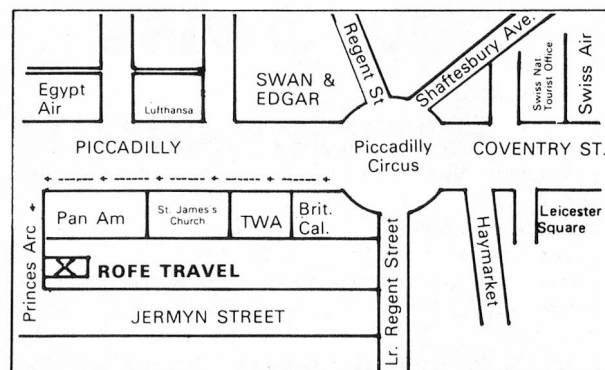 Regent St
Shaftesbury Ave.
Egypt
Air
Lufthansa
SWAN &
EDGAR
Swiss Nat.
Tourist Office
Swiss Air
PICCADILLY
Piccadilly
Circus
COVENTRY ST.
Princes Arc
Pan Am
St. James's
Church
TWA
Brit.
Cal.
Leicester
Square
Haymarket
X ROFE TRAVEL
Lr. Regent Street
JERMYN STREET